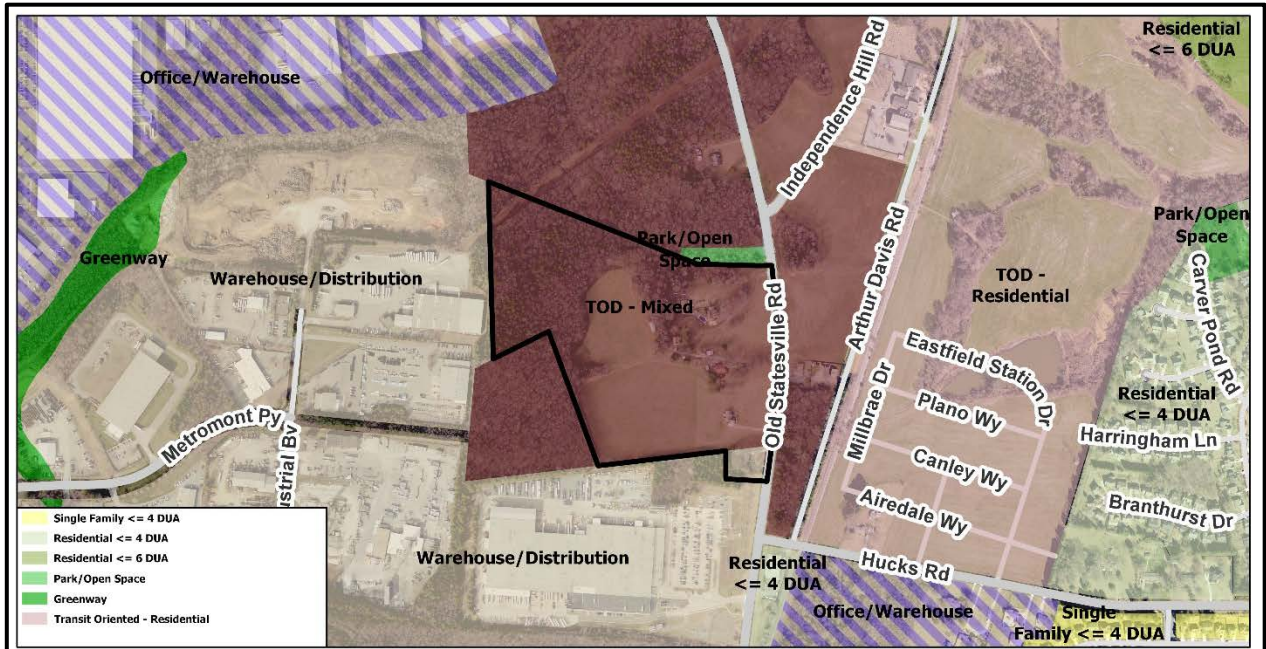 Residential
<= 6 DUA
Office/Warehouse
Independence Hill Rd
Park/Open
Space
Carver Pond Rd
Greenway
Warehouse/Distribution
Park/Open
Space
TOD - Mixed
Old Statesville Rd
Arthur Davis Rd
TOD -
Residential
Eastfield Station Dr
Millbrae Dr
Plano Wy
Residential
<= 4 DUA
Harringham Ln
Canley Wy
Metromont Py
Airedale Wy
Branthurst Dr
ustrial Bv
Warehouse/Distribution
Residential
<= 4 DUA
Hucks Rd
Office/Warehouse
Single
Family <= 4 DUA
Single Family <= 4 DUA
Residential <= 4 DUA
Residential <= 6 DUA
Park/Open Space
Greenway
Transit Oriented - Residential